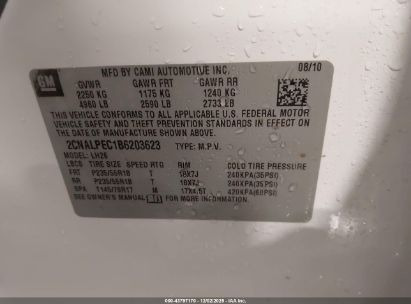 MFD BY CAMI AUTOMOTIVE INC. 08/10
GM
GVWR GAWR FRT GAWR RR
2250 KG 1175 KG 1240 KG
4960 LB 2590 LB 2733 LB
THIS VEHICLE CONFORMS TO ALL APPLICABLE U.S. FEDERAL MOTOR
VEHICLE SAFETY AND THEFT PREVENTION STANDARDS IN EFFECT ON
THE DATE OF MANUFACTURE SHOWN ABOVE.
2CNALPEC1B6203623 TYPE: M.P.V.
MODEL: LH26
TIRE SIZE SPEED RTG RIM COLD TIRE PRESSURE
FRT P235/55R18 T 18X7J 240KPA(35PSI)
RR P235/55R18 T 18X7J 240KPA(35PSI)
SPA T145/70R17 M 17X4.5T 420KPA(60PSI)
SEE OWNER'S MANUAL FOR MORE INFORMATION.